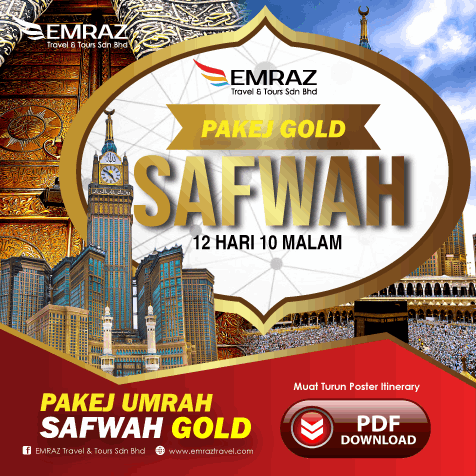 EMRAZ
Travel & Tours Sdn Bhd
EMRAZ
Travel & Tours Sdn Bhd
PAKEJ GOLD
SAFWAH
12 HARI 10 MALAM
PAKEJ UMRAH
SAFWAH GOLD
EMRAZ Travel & Tours Sdn Bhd www.emraztravel.com
Muat Turun Poster Itinerary
PDF
DOWNLOAD